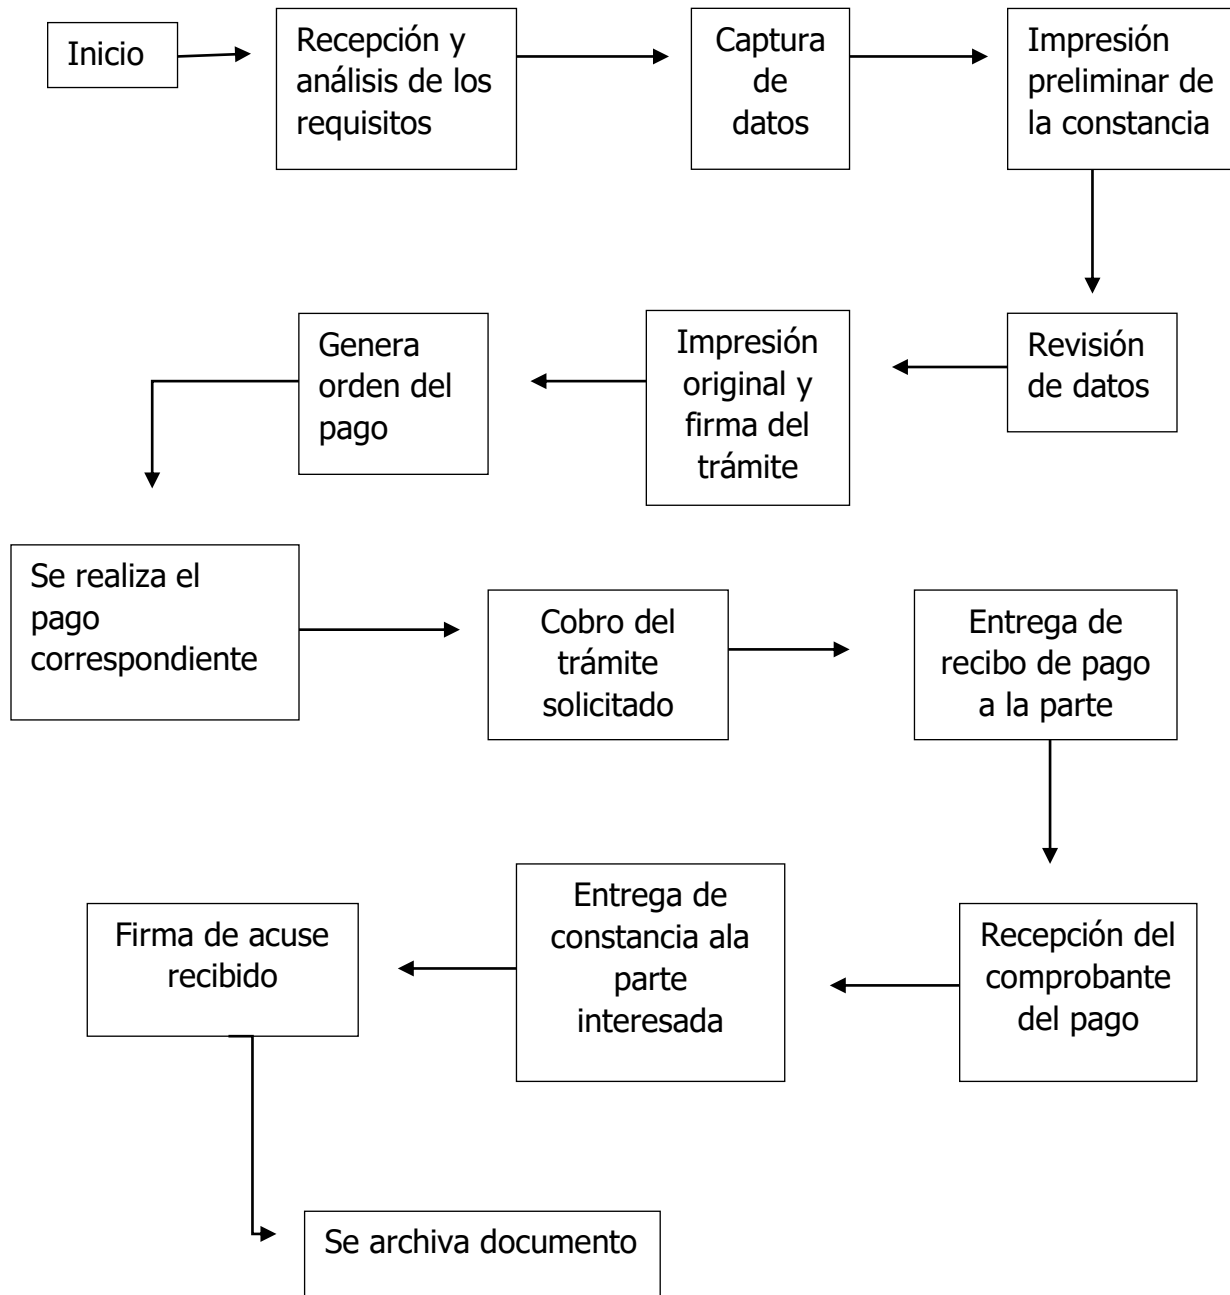 Inicio
Recepción y
análisis de los
requisitos
Captura
de
datos
Impresión
preliminar de
la constancia
Revisión
de datos
Impresión
original y
firma del
trámite
Genera
orden del
pago
Se realiza el
pago
correspondiente
Cobro del
trámite
solicitado
Entrega de
recibo de pago
a la parte
Recepción del
comprobante
del pago
Entrega de
constancia ala
parte
interesada
Firma de acuse
recibido
Se archiva documento